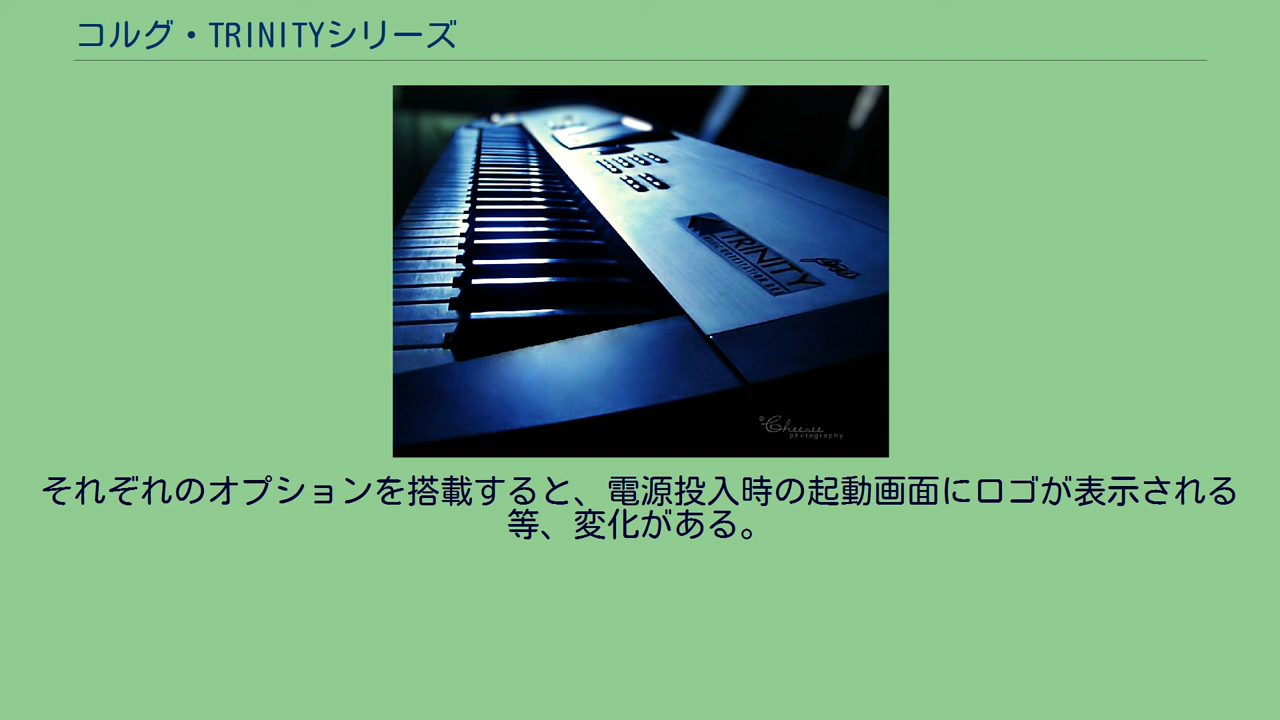 コルグ・TRINITYシリーズ
TRINITY
©Cheesee
photography
それぞれのオプションを搭載すると、電源投入時の起動画面にロゴが表示される
等、変化がある。